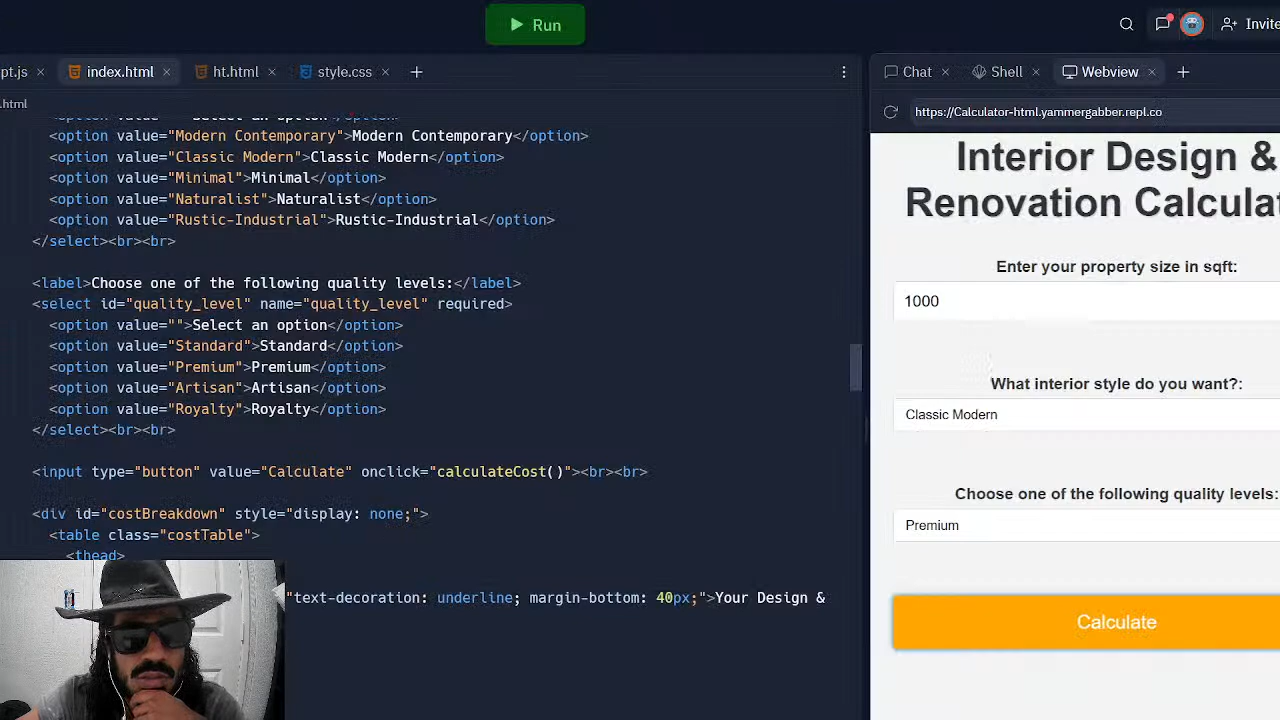 Run
Invite
pt.js
index.html
ht.html
style.css
Chat
Shell
Webview
.html
https://Calculator-html.yammergabber.repl.co
<option value="Modern Contemporary">Modern Contemporary</option>
<option value="Classic Modern">Classic Modern</option>
<option value="Minimal">Minimal</option>
<option value="Naturalist">Naturalist</option>
<option value="Rustic-Industrial">Rustic-Industrial</option>
</select><br><br>
<label>Choose one of the following quality levels:</label>
<select id="quality_level" name="quality_level" required>
<option value="">Select an option</option>
<option value="Standard">Standard</option>
<option value="Premium">Premium</option>
<option value="Artisan">Artisan</option>
<option value="Royalty">Royalty</option>
</select><br><br>
<input type="button" value="Calculate" onclick="calculateCost()"><br><br>
<div id="costBreakdown" style="display: none;">
<table class="costTable">
<thead>
"text-decoration: underline; margin-bottom: 40px;">Your Design &
Interior Design &
Renovation Calculat
Enter your property size in sqft:
1000
What interior style do you want?:
Classic Modern
Choose one of the following quality levels:
Premium
Calculate